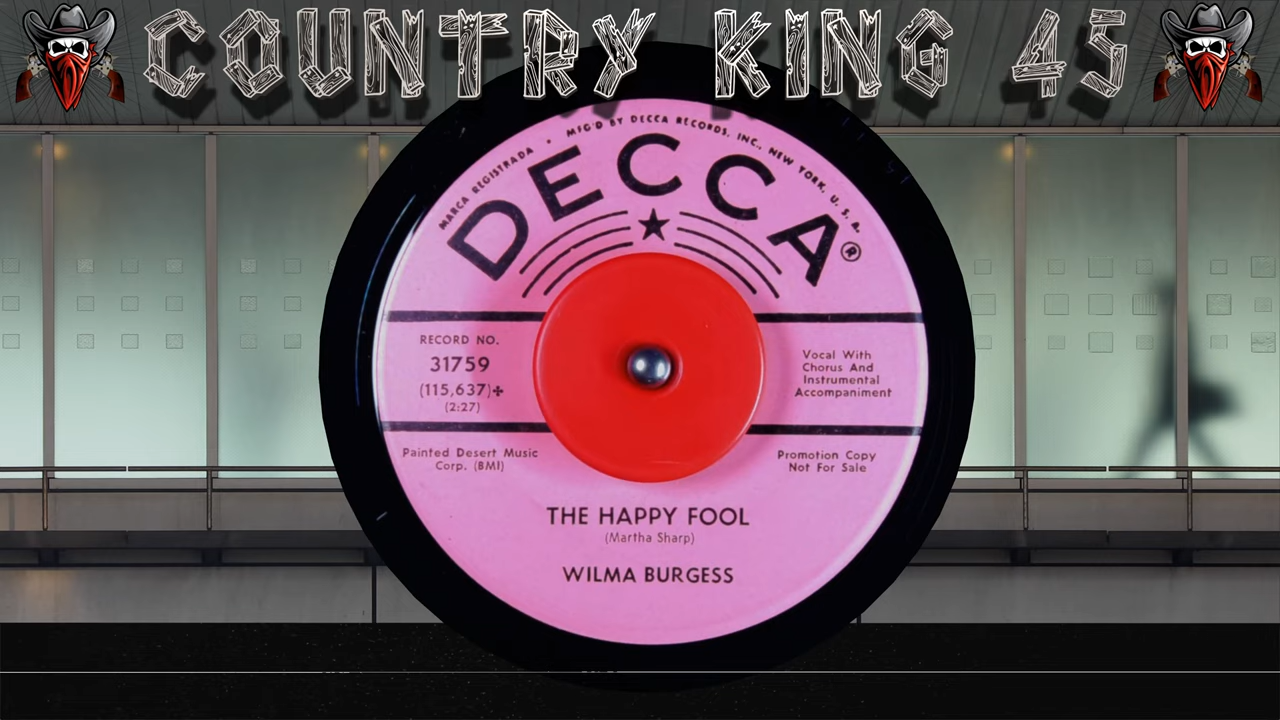 COUNTRY KING 45
MARCA REGISTRADA • MFG'D BY DECCA RECORDS, INC., NEW YORK, U. S. A.
DECCA®
RECORD NO.
31759
(115,637)✤
(2:27)
Vocal With
Chorus And
Instrumental
Accompaniment
Painted Desert Music
Corp. (BMI)
Promotion Copy
Not For Sale
THE HAPPY FOOL
(Martha Sharp)
WILMA BURGESS